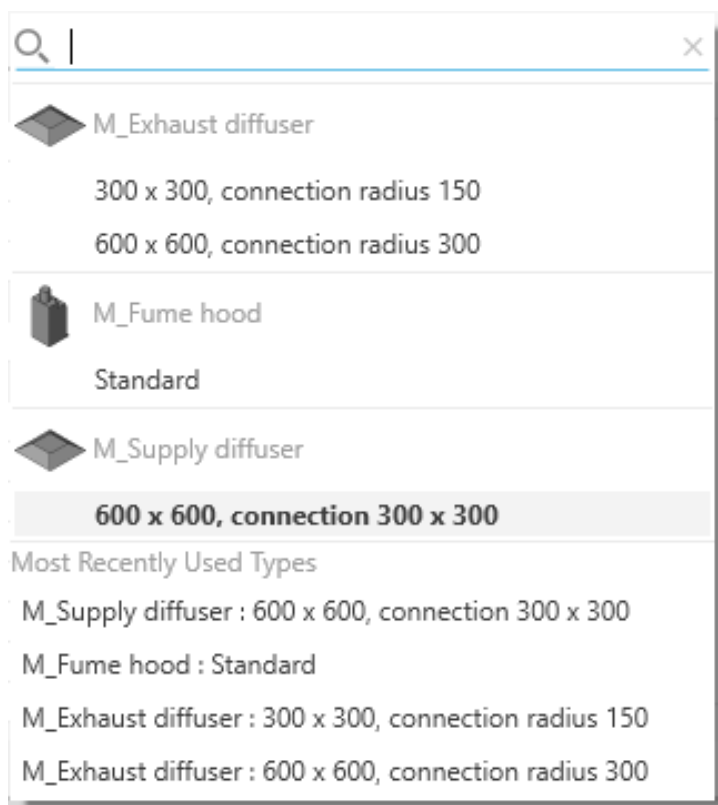 M_Exhaust diffuser
300 x 300, connection radius 150
600 x 600, connection radius 300
M_Fume hood
Standard
M_Supply diffuser
600 x 600, connection 300 x 300
Most Recently Used Types
M_Supply diffuser : 600 x 600, connection 300 x 300
M_Fume hood : Standard
M_Exhaust diffuser : 300 x 300, connection radius 150
M_Exhaust diffuser : 600 x 600, connection radius 300